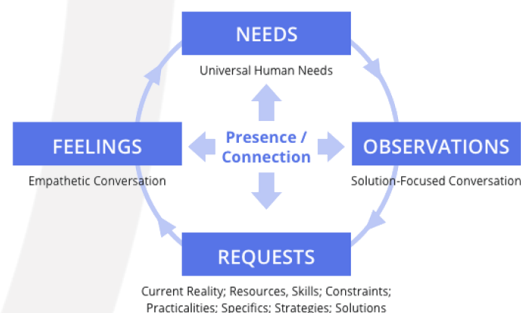 NEEDS
Universal Human Needs
FEELINGS
Empathetic Conversation
Presence /
Connection
OBSERVATIONS
Solution-Focused Conversation
REQUESTS
Current Reality; Resources, Skills; Constraints;
Practicalities; Specifics; Strategies; Solutions